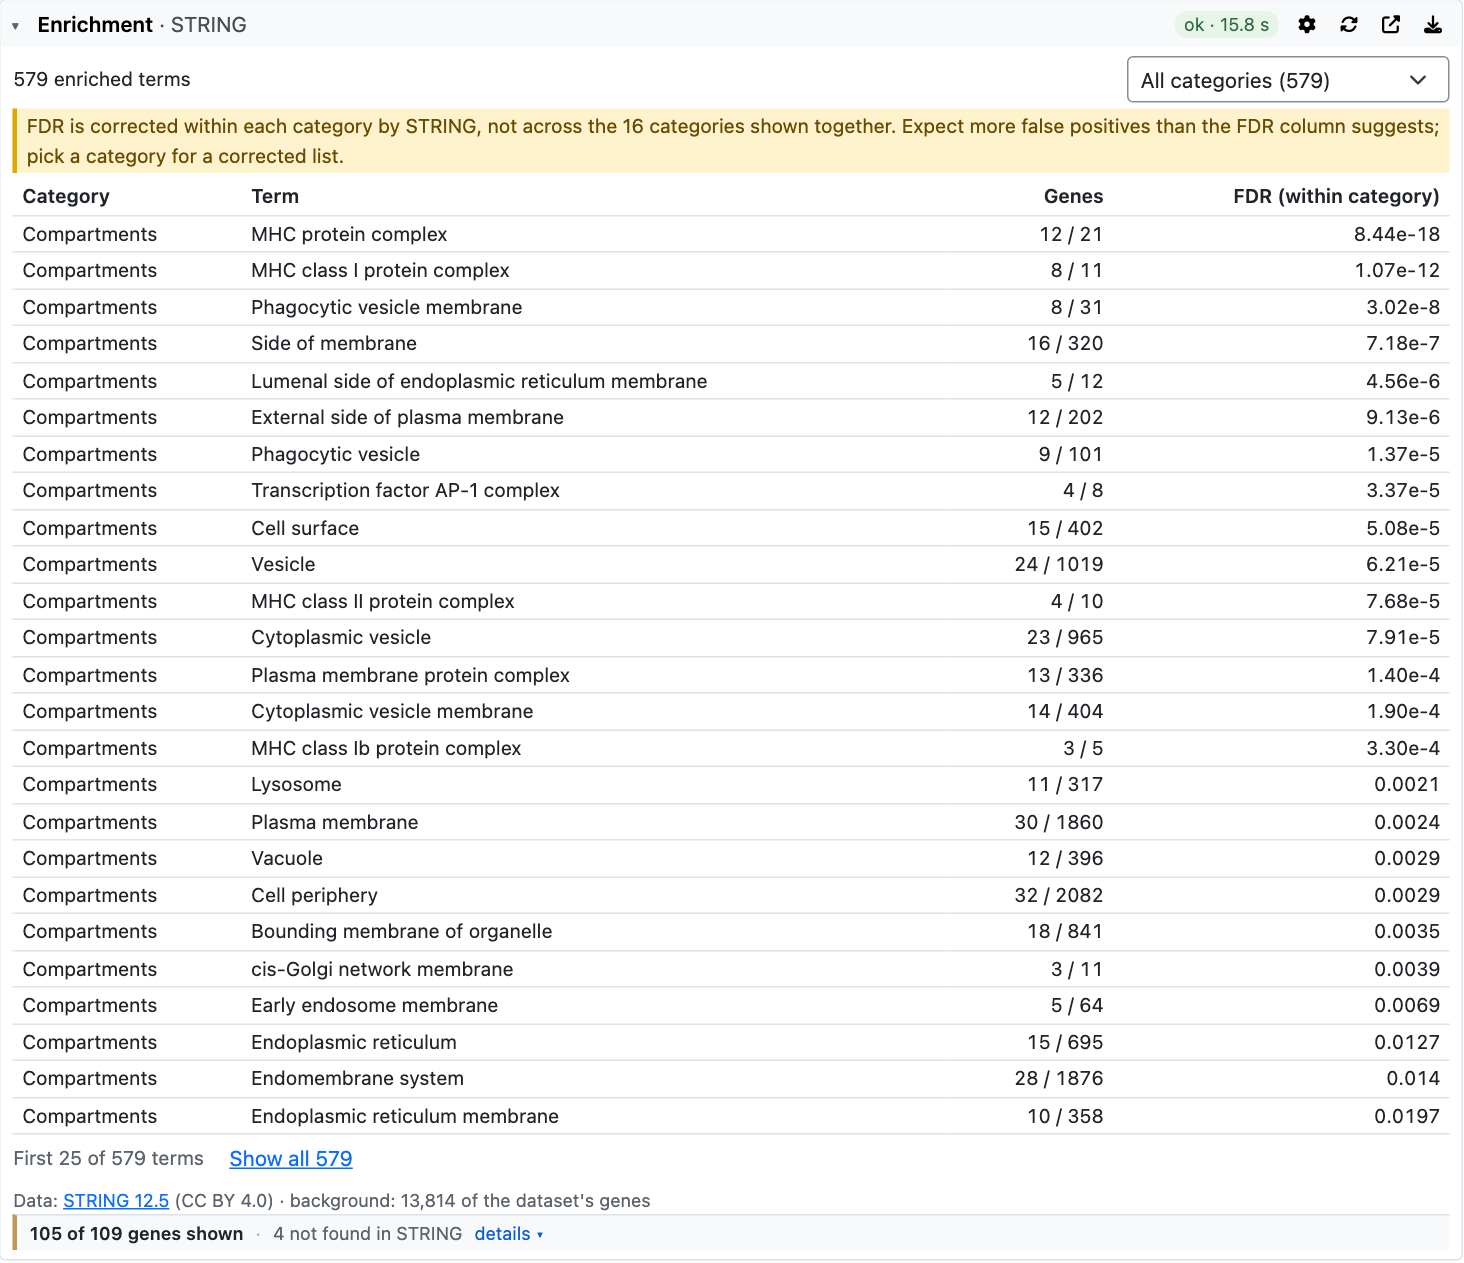 Enrichment · STRING
ok · 15.8 s
579 enriched terms
All categories (579)
FDR is corrected within each category by STRING, not across the 16 categories shown together. Expect more false positives than the FDR column suggests;
pick a category for a corrected list.
Category Term Genes FDR (within category)
Compartments MHC protein complex 12 / 21 8.44e-18
Compartments MHC class I protein complex 8 / 11 1.07e-12
Compartments Phagocytic vesicle membrane 8 / 31 3.02e-8
Compartments Side of membrane 16 / 320 7.18e-7
Compartments Lumenal side of endoplasmic reticulum membrane 5 / 12 4.56e-6
Compartments External side of plasma membrane 12 / 202 9.13e-6
Compartments Phagocytic vesicle 9 / 101 1.37e-5
Compartments Transcription factor AP-1 complex 4 / 8 3.37e-5
Compartments Cell surface 15 / 402 5.08e-5
Compartments Vesicle 24 / 1019 6.21e-5
Compartments MHC class II protein complex 4 / 10 7.68e-5
Compartments Cytoplasmic vesicle 23 / 965 7.91e-5
Compartments Plasma membrane protein complex 13 / 336 1.40e-4
Compartments Cytoplasmic vesicle membrane 14 / 404 1.90e-4
Compartments MHC class Ib protein complex 3 / 5 3.30e-4
Compartments Lysosome 11 / 317 0.0021
Compartments Plasma membrane 30 / 1860 0.0024
Compartments Vacuole 12 / 396 0.0029
Compartments Cell periphery 32 / 2082 0.0029
Compartments Bounding membrane of organelle 18 / 841 0.0035
Compartments cis-Golgi network membrane 3 / 11 0.0039
Compartments Early endosome membrane 5 / 64 0.0069
Compartments Endoplasmic reticulum 15 / 695 0.0127
Compartments Endomembrane system 28 / 1876 0.014
Compartments Endoplasmic reticulum membrane 10 / 358 0.0197
First 25 of 579 terms Show all 579
Data: STRING 12.5 (CC BY 4.0) · background: 13,814 of the dataset's genes
105 of 109 genes shown · 4 not found in STRING details